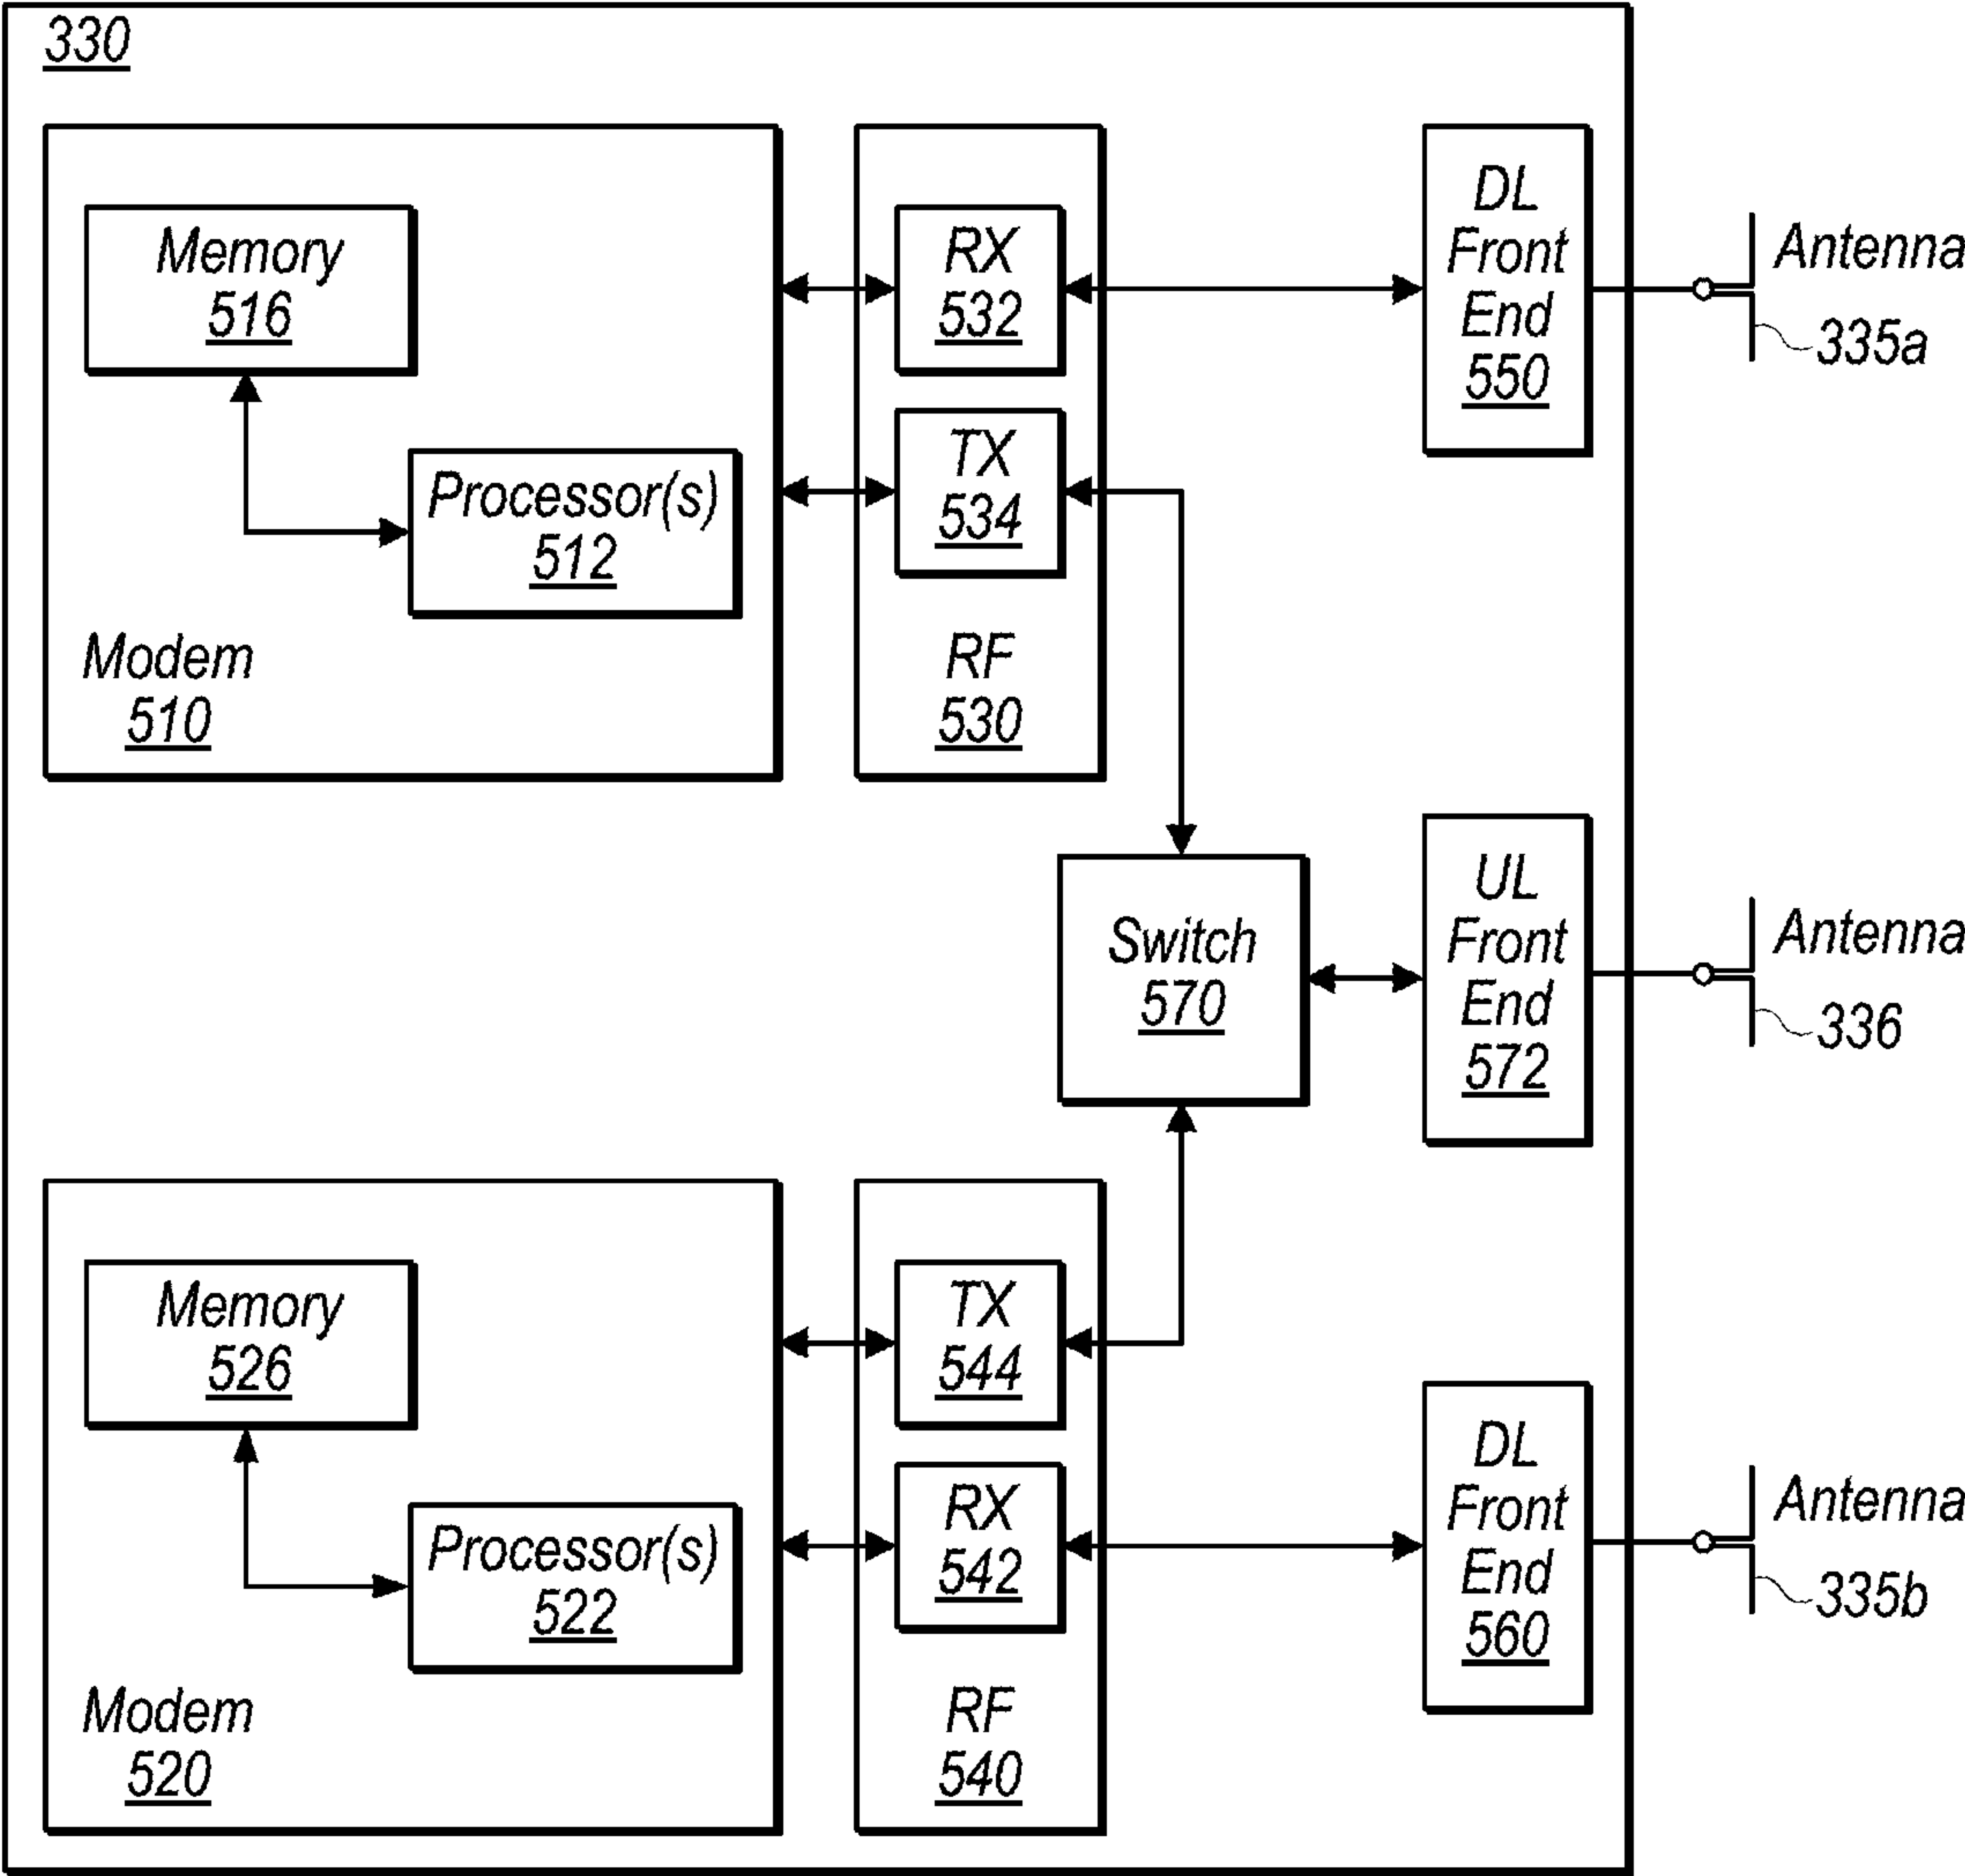 330
Memory
516
Processor(s)
512
Modem
510
RX
532
TX
534
RF
530
DL
Front
End
550
Antenna
335a
Switch
570
UL
Front
End
572
Antenna
336
Memory
526
Processor(s)
522
Modem
520
TX
544
RX
542
RF
540
DL
Front
End
560
Antenna
335b